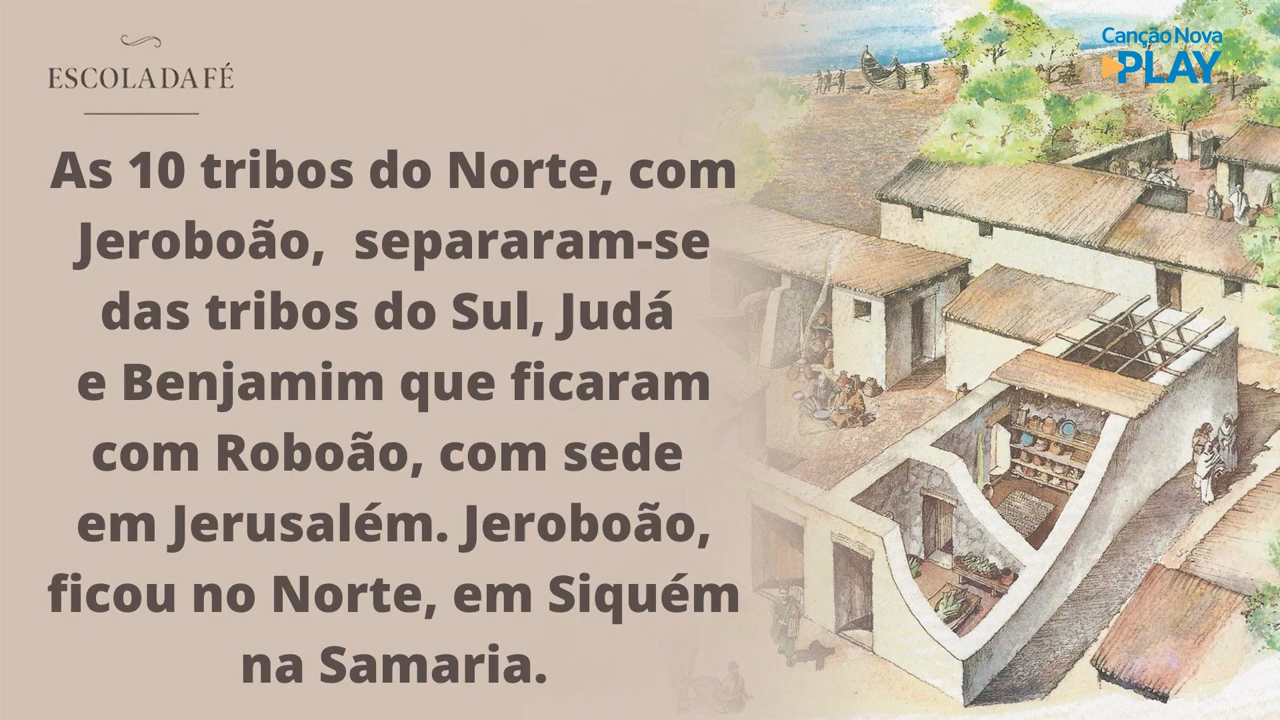 ESCOLADAFÉ
Canção Nova
PLAY
As 10 tribos do Norte, com
Jeroboão, separaram-se
das tribos do Sul, Judá
e Benjamim que ficaram
com Roboão, com sede
em Jerusalém. Jeroboão,
ficou no Norte, em Siquém
na Samaria.